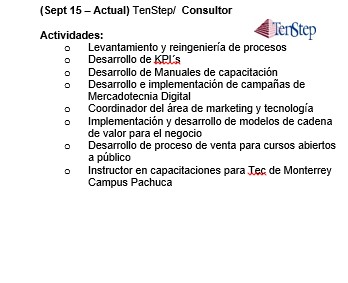 (Sept 15 – Actual) TenStep/ Consultor
TenStep
Actividades:
o Levantamiento y reingeniería de procesos
o Desarrollo de KPI´s
o Desarrollo de Manuales de capacitación
o Desarrollo e implementación de campañas de
Mercadotecnia Digital
o Coordinador del área de marketing y tecnología
o Implementación y desarrollo de modelos de cadena
de valor para el negocio
o Desarrollo de proceso de venta para cursos abiertos
a público
o Instructor en capacitaciones para Tec de Monterrey
Campus Pachuca